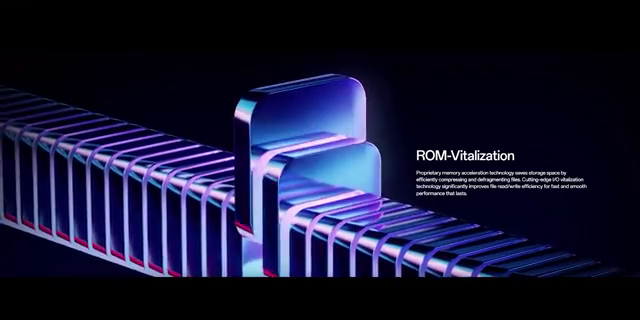 ROM-Vitalization
Proprietary memory acceleration technology saves storage space by
efficiently compressing and defragmenting files. Cutting-edge I/O vitalization
technology significantly improves file read/write efficiency for fast and smooth
performance that lasts.